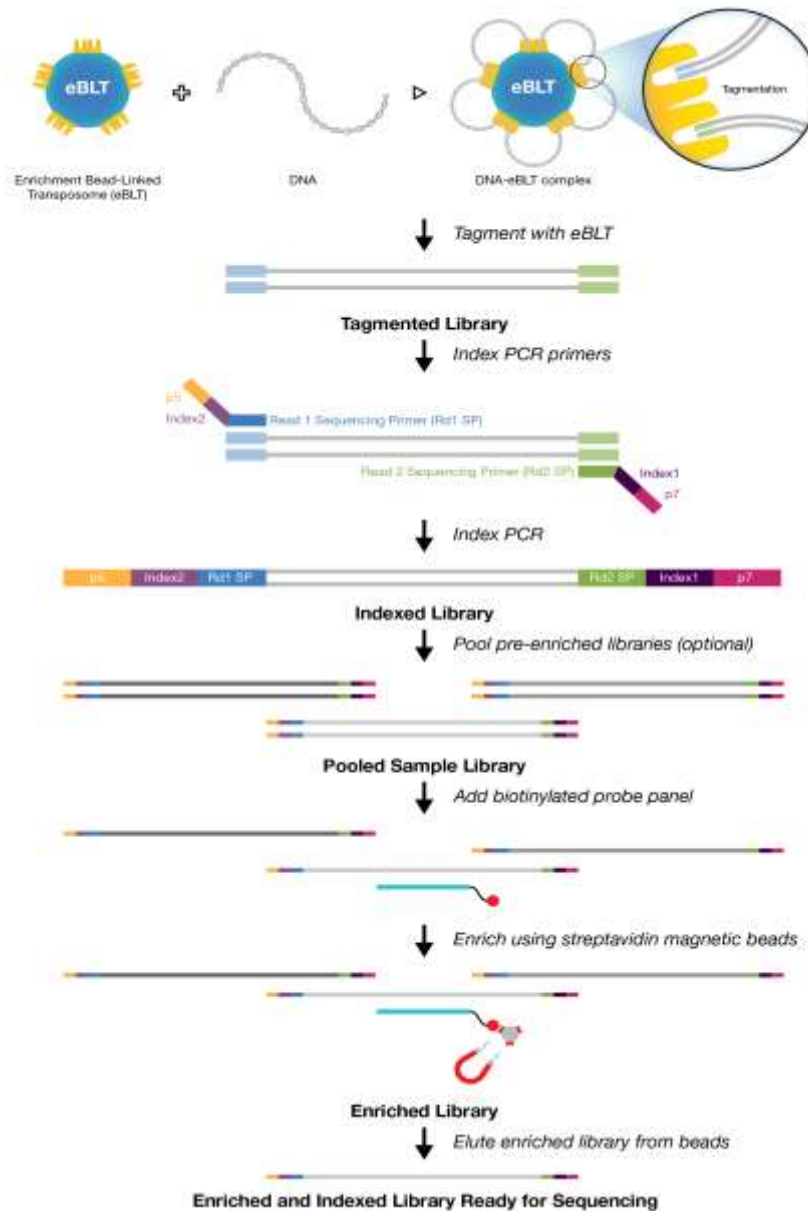 eBLT
eBLT
Tagmentation
Enrichment Bead-Linked
Transposome (eBLT)
DNA
DNA-eBLT complex
Tagment with eBLT
Tagmented Library
Index PCR primers
p5
Index2
Read 1 Sequencing Primer (Rd1 SP)
Read 2 Sequencing Primer (Rd2 SP)
Index1
p7
Index PCR
p5 Index2 Rd1 SP Rd2 SP Index1 p7
Indexed Library
Pool pre-enriched libraries (optional)
Pooled Sample Library
Add biotinylated probe panel
Enrich using streptavidin magnetic beads
Enriched Library
Elute enriched library from beads
Enriched and Indexed Library Ready for Sequencing